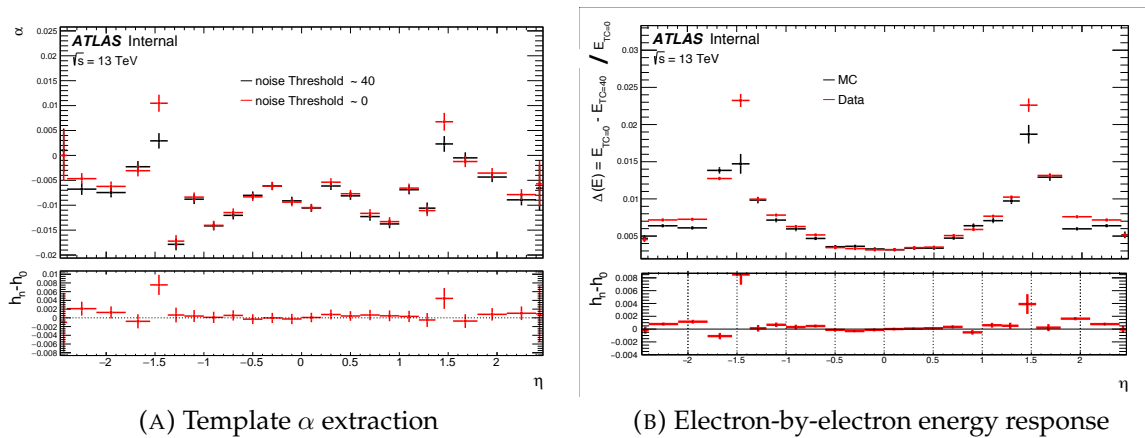 α
0.025
0.02
0.015
0.01
0.005
0
−0.005
−0.01
−0.015
−0.02
ATLAS Internal
√s = 13 TeV
noise Threshold ~ 40
noise Threshold ~ 0
hₙ-h₀
0.01
0.008
0.006
0.004
0.002
0
−0.002
−0.004
−0.006
−0.008
−2 −1.5 −1 −0.5 0 0.5 1 1.5 2
η
(A) Template α extraction
Δ(E) = E_TC=0 - E_TC=40 / E_TC=0
0.03
0.025
0.02
0.015
0.01
0.005
ATLAS Internal
√s = 13 TeV
MC
Data
hₙ-h₀
0.008
0.006
0.004
0.002
0
−0.002
−0.004
−2 −1.5 −1 −0.5 0 0.5 1 1.5 2
η
(B) Electron-by-electron energy response